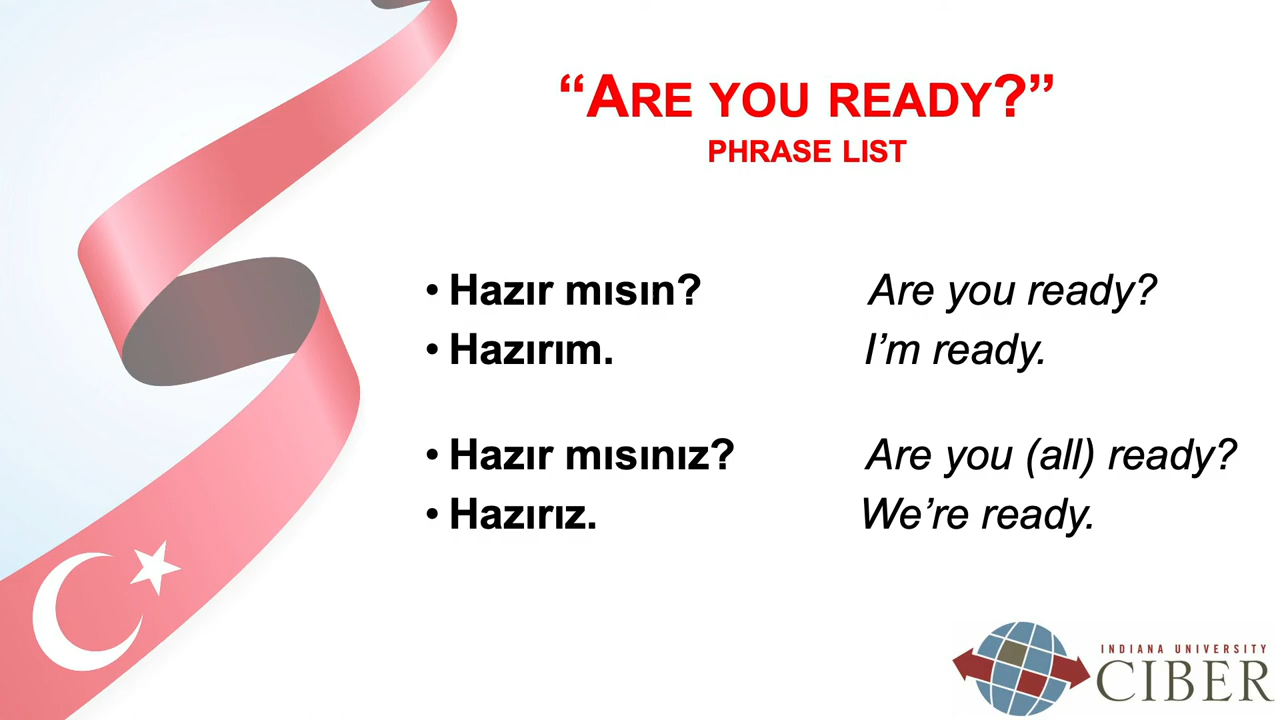 “ARE YOU READY?”
PHRASE LIST
• Hazır mısın? Are you ready?
• Hazırım. I’m ready.
• Hazır mısınız? Are you (all) ready?
• Hazırız. We’re ready.
INDIANA UNIVERSITY
CIBER